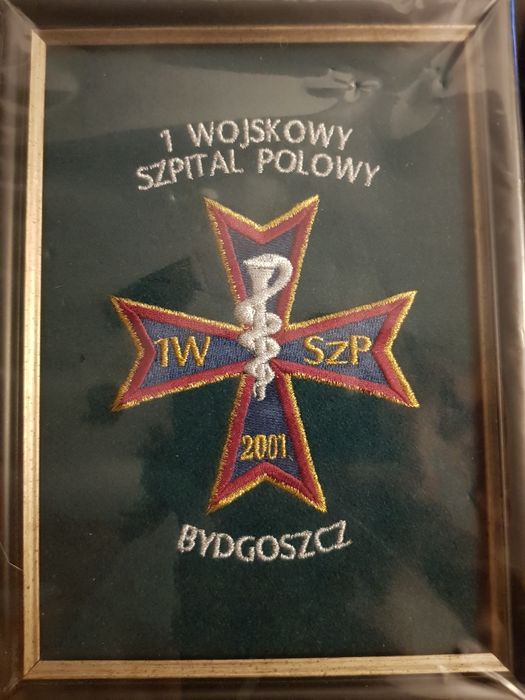 1 WOJSKOWY
SZPITAL POLOWY
1W SzP
2001
BYDGOSZCZ